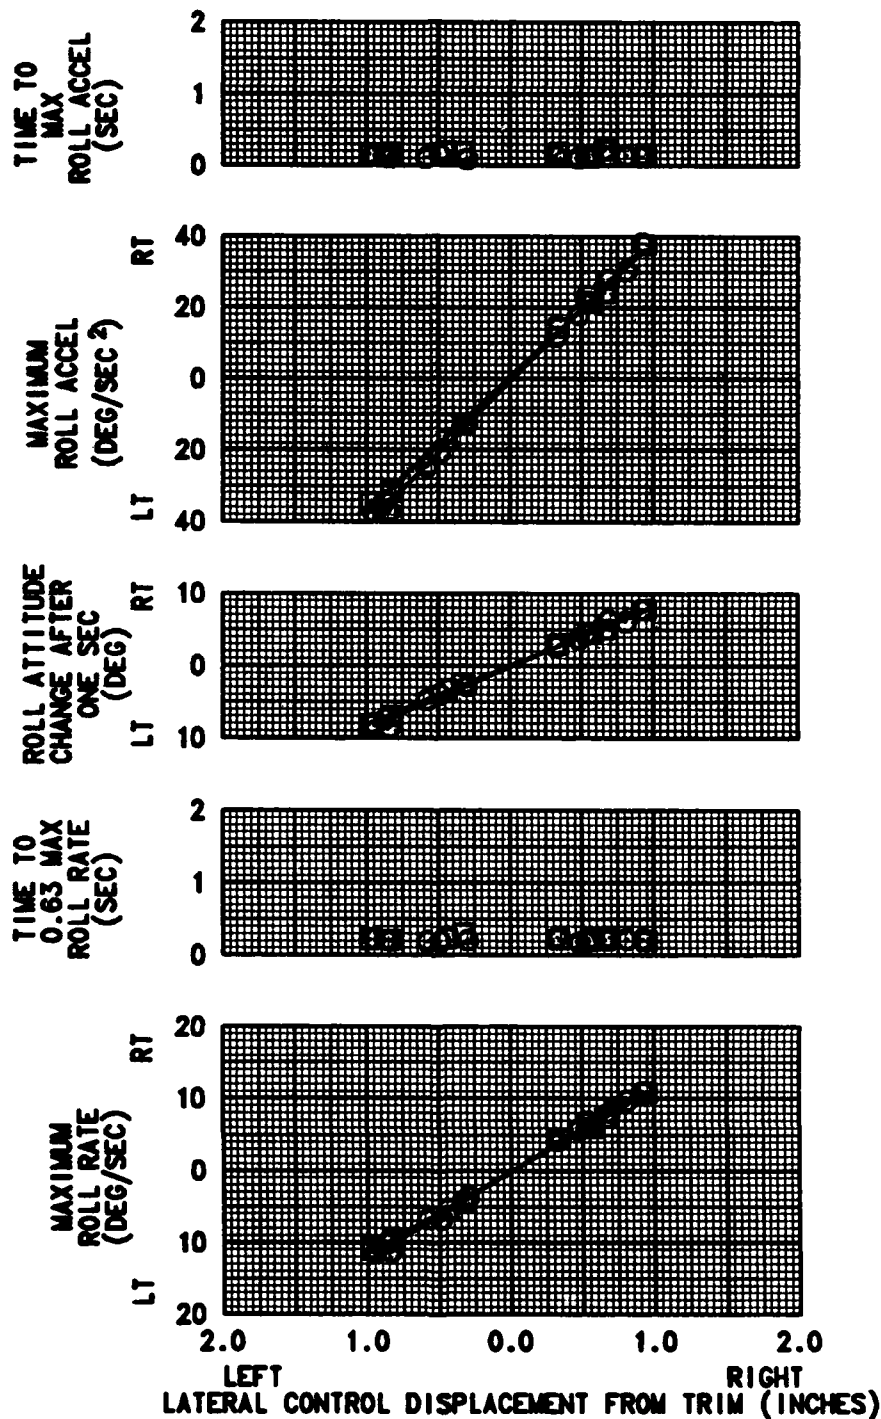 TIME TO
MAX
ROLL ACCEL
(SEC)
2
1
0
MAXIMUM
ROLL ACCEL
(DEG/SEC²)
RT
LT
40
20
0
20
40
ROLL ATTITUDE
CHANGE AFTER
ONE SEC
(DEG)
RT
LT
10
0
10
TIME TO
0.63 MAX
ROLL RATE
(SEC)
2
1
0
MAXIMUM
ROLL RATE
(DEG/SEC)
RT
LT
20
10
0
10
20
2.0 1.0 0.0 1.0 2.0
LEFT RIGHT
LATERAL CONTROL DISPLACEMENT FROM TRIM (INCHES)